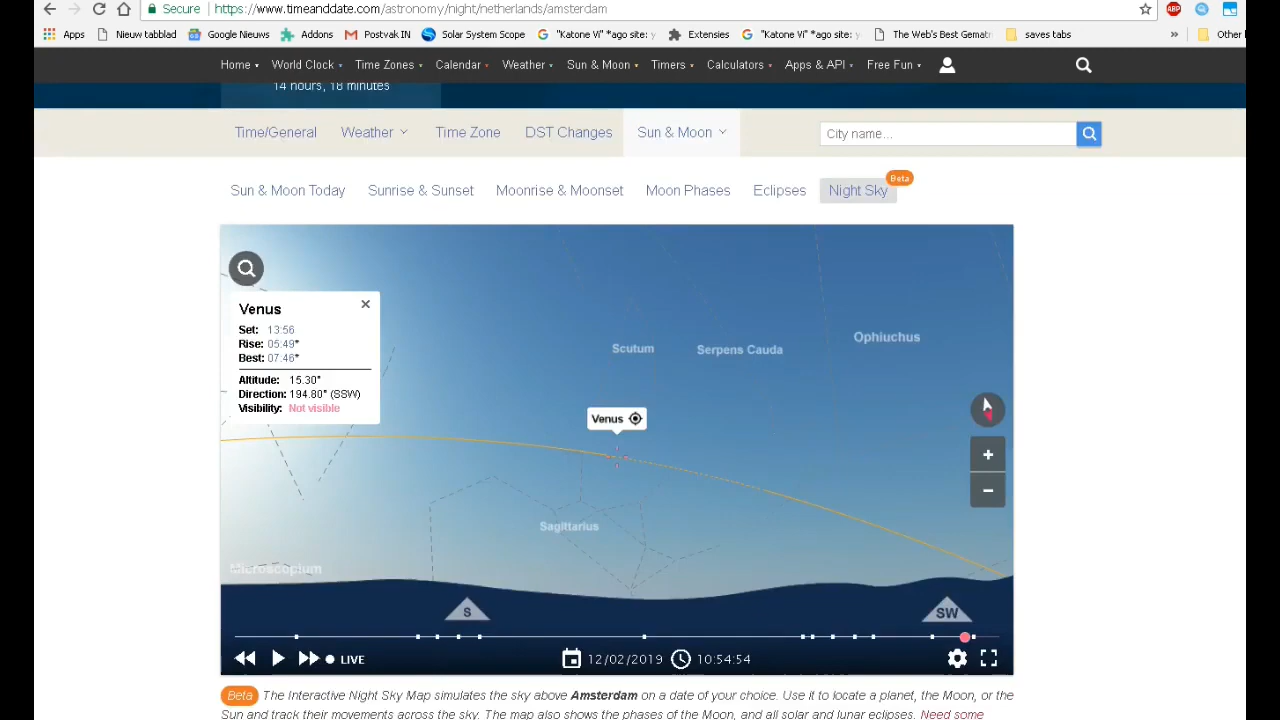 Secure https://www.timeanddate.com/astronomy/night/netherlands/amsterdam ABP
Apps Nieuw tabblad Google Nieuws Addons Postvak IN Solar System Scope "Katone Vi" *ago site: Extensies "Katone Vi" *ago site: The Web's Best Gemat saves tabs » Other
Home World Clock Time Zones Calendar Weather Sun & Moon Timers Calculators Apps & API Free Fun
14 hours, 18 minutes
Time/General Weather Time Zone DST Changes Sun & Moon City name...
Beta
Sun & Moon Today Sunrise & Sunset Moonrise & Moonset Moon Phases Eclipses Night Sky
Venus ×
Set: 13:56
Rise: 05:49*
Best: 07:46*
Altitude: 15.30°
Direction: 194.80° (SSW)
Visibility: Not visible
Ophiuchus
Scutum Serpens Cauda
Venus
+
−
Sagittarius
Microscopium
S SW
LIVE 12/02/2019 10:54:54
Beta The Interactive Night Sky Map simulates the sky above Amsterdam on a date of your choice. Use it to locate a planet, the Moon, or the
Sun and track their movements across the sky. The map also shows the phases of the Moon, and all solar and lunar eclipses. Need some